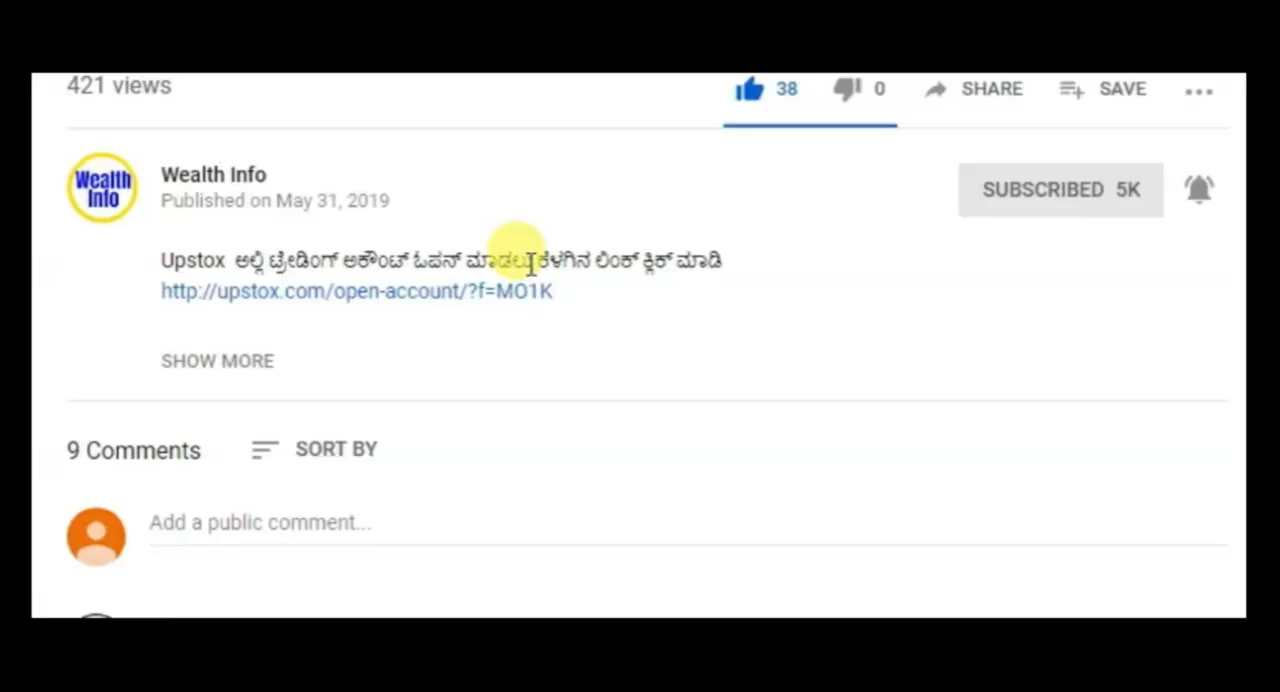 421 views
38
0
SHARE
SAVE
Wealth Info
Wealth Info
Published on May 31, 2019
SUBSCRIBED 5K
Upstox ಅಲ್ಲಿ ಟ್ರೇಡಿಂಗ್ ಅಕೌಂಟ್ ಓಪನ್ ಮಾಡಲು ಕೆಳಗಿನ ಲಿಂಕ್ ಕ್ಲಿಕ್ ಮಾಡಿ
http://upstox.com/open-account/?f=MO1K
SHOW MORE
9 Comments
SORT BY
Add a public comment...